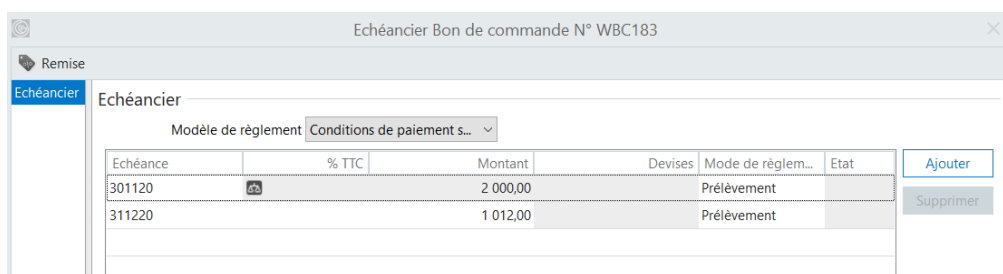 Echéancier Bon de commande N° WBC183
Remise
Echéancier
Echéancier
Modèle de règlement Conditions de paiement s...
Echéance % TTC Montant Devises Mode de règlem... Etat
Ajouter
301120 2 000,00 Prélèvement
Supprimer
311220 1 012,00 Prélèvement